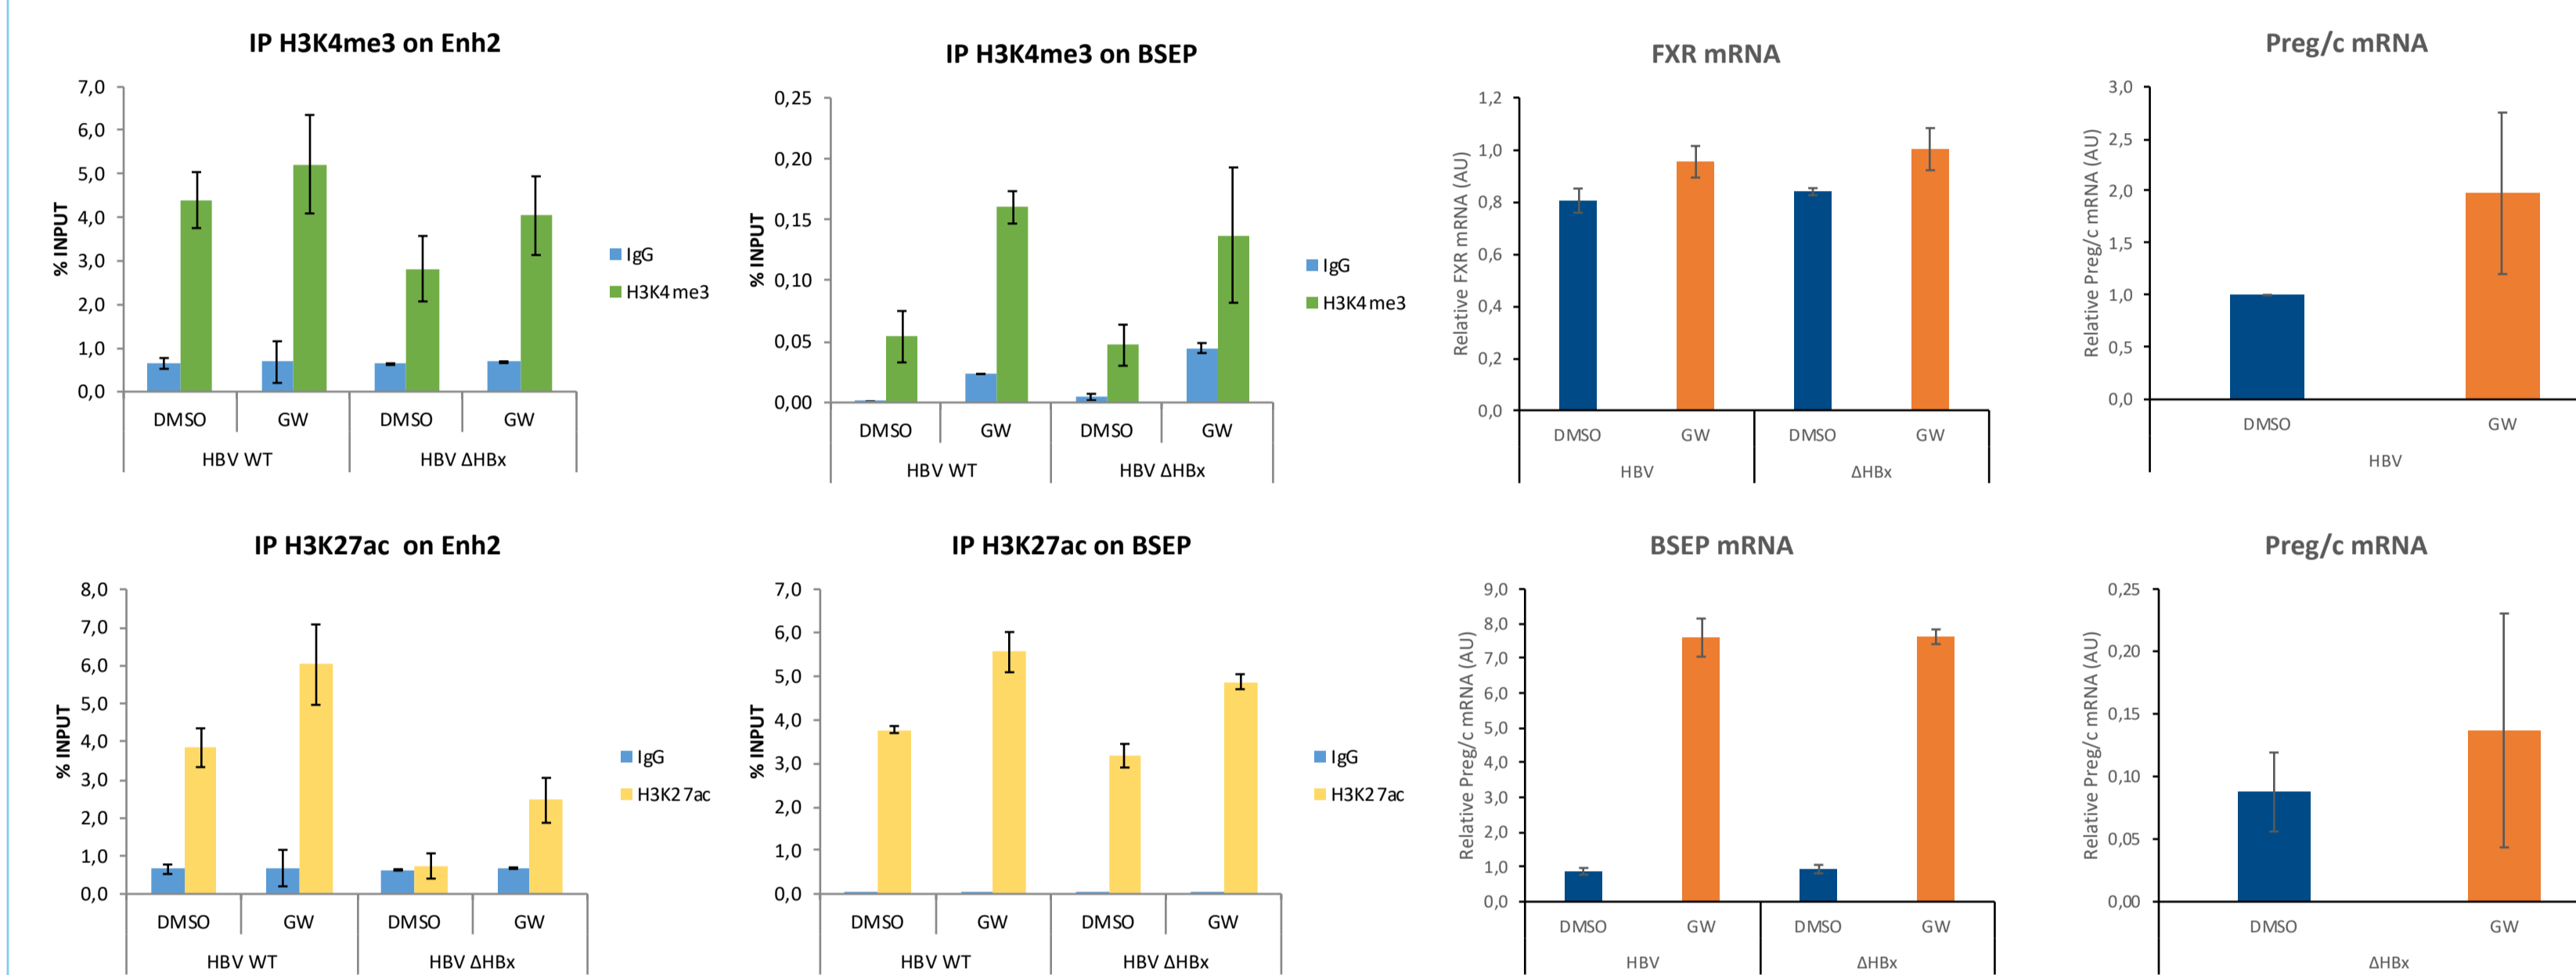 IP H3K4me3 on Enh2
% INPUT
7,0
6,0
5,0
4,0
3,0
2,0
1,0
0,0
DMSO GW DMSO GW
HBV WT HBV ΔHBx
IgG
H3K4me3
IP H3K4me3 on BSEP
% INPUT
0,25
0,20
0,15
0,10
0,05
0,00
DMSO GW DMSO GW
HBV WT HBV ΔHBx
IgG
H3K4me3
FXR mRNA
Relative FXR mRNA (AU)
1,2
1,0
0,8
0,6
0,4
0,2
0,0
DMSO GW DMSO GW
HBV ΔHBx
Preg/c mRNA
Relative Preg/c mRNA (AU)
3,0
2,5
2,0
1,5
1,0
0,5
0,0
DMSO GW
HBV
IP H3K27ac on Enh2
% INPUT
8,0
7,0
6,0
5,0
4,0
3,0
2,0
1,0
0,0
DMSO GW DMSO GW
HBV WT HBV ΔHBx
IgG
H3K27ac
IP H3K27ac on BSEP
% INPUT
7,0
6,0
5,0
4,0
3,0
2,0
1,0
0,0
DMSO GW DMSO GW
HBV WT HBV ΔHBx
IgG
H3K27ac
BSEP mRNA
Relative Preg/c mRNA (AU)
9,0
8,0
7,0
6,0
5,0
4,0
3,0
2,0
1,0
0,0
DMSO GW DMSO GW
HBV ΔHBx
Preg/c mRNA
Relative Preg/c mRNA (AU)
0,25
0,20
0,15
0,10
0,05
0,00
DMSO GW
ΔHBx